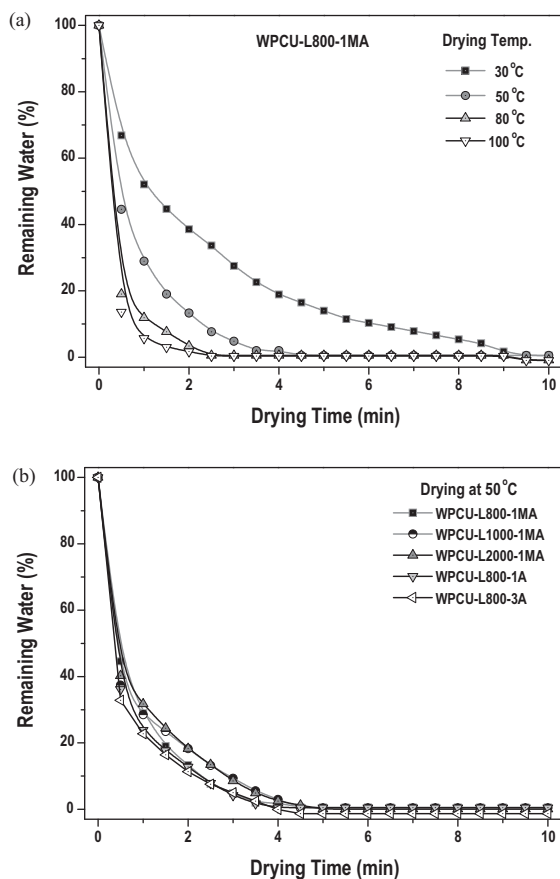 (a)
WPCU-L800-1MA
Drying Temp.
30 °C
50 °C
80 °C
100 °C
Remaining Water (%)
100
80
60
40
20
0
0 2 4 6 8 10
Drying Time (min)
(b)
Drying at 50 °C
WPCU-L800-1MA
WPCU-L1000-1MA
WPCU-L2000-1MA
WPCU-L800-1A
WPCU-L800-3A
Remaining Water (%)
100
80
60
40
20
0
0 2 4 6 8 10
Drying Time (min)